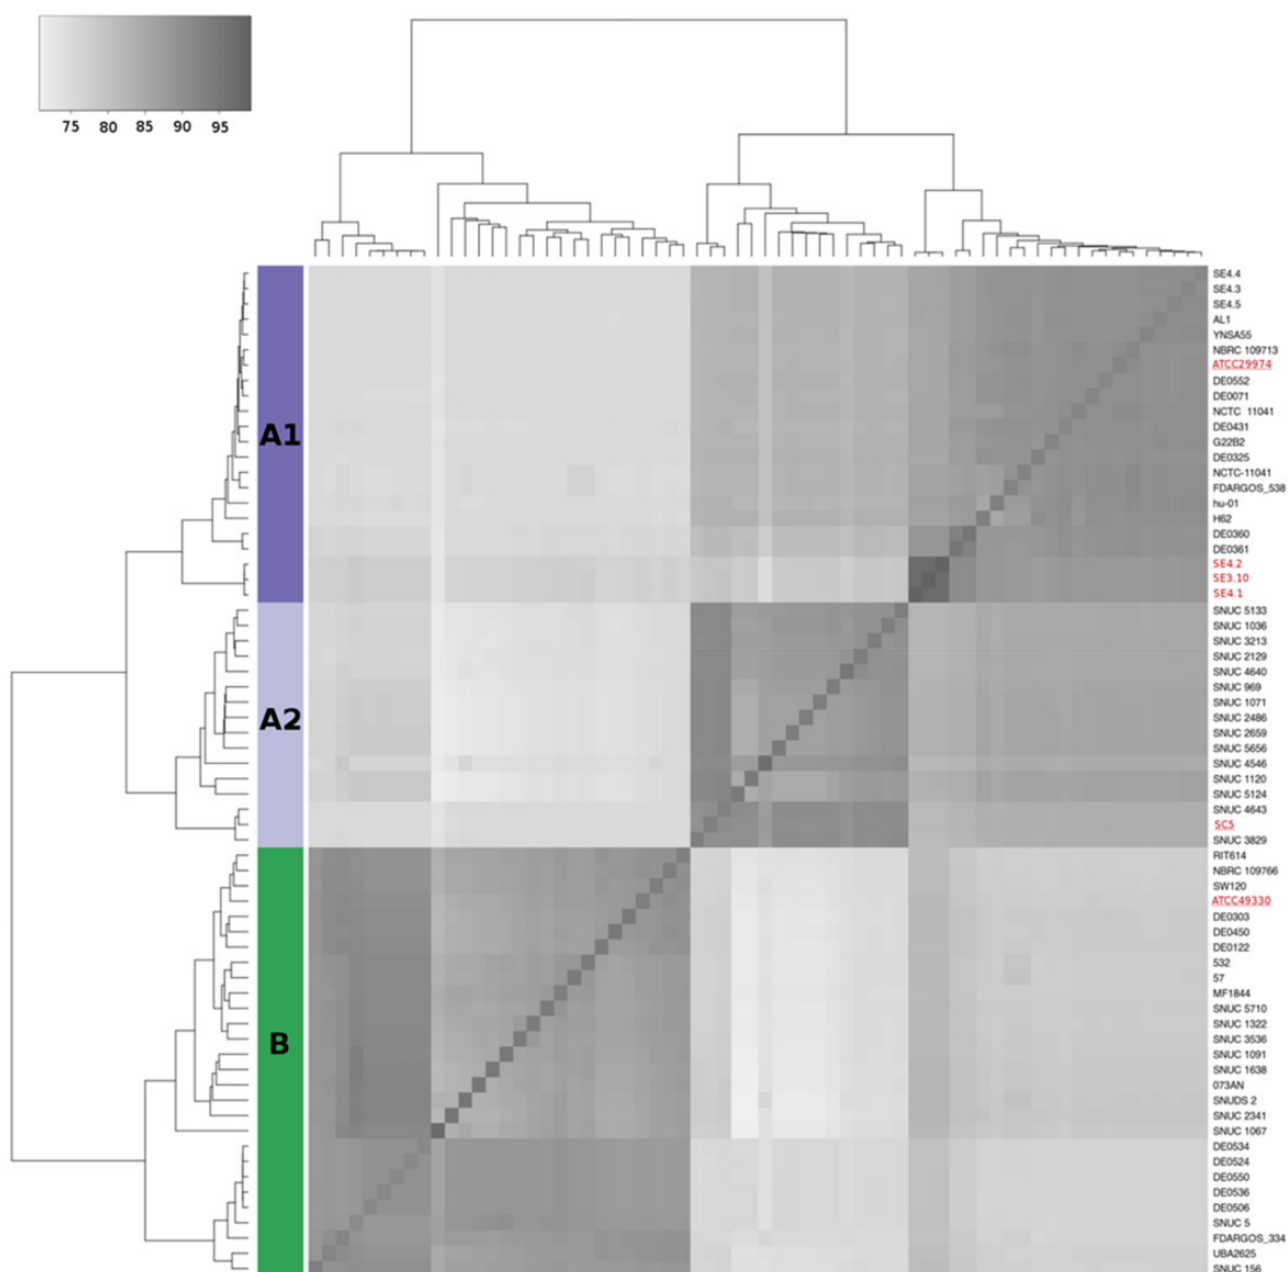 75 80 85 90 95
A1
A2
B
SE4.4
SE4.3
SE4.5
AL1
YNSA55
NBRC 109713
ATCC29974
DE0552
DE0071
NCTC 11041
DE0431
G22B2
DE0325
NCTC-11041
FDARGOS_538
hu-01
H62
DE0360
DE0361
SE4.2
SE3.10
SE4.1
SNUC 5133
SNUC 1036
SNUC 3213
SNUC 2129
SNUC 4640
SNUC 969
SNUC 1071
SNUC 2486
SNUC 2659
SNUC 5656
SNUC 4546
SNUC 1120
SNUC 5124
SNUC 4643
SC5
SNUC 3829
RIT614
NBRC 109766
SW120
ATCC49330
DE0303
DE0450
DE0122
532
57
MF1844
SNUC 5710
SNUC 1322
SNUC 3536
SNUC 1091
SNUC 1638
073AN
SNUDS 2
SNUC 2341
SNUC 1067
DE0534
DE0524
DE0550
DE0536
DE0506
SNUC 5
FDARGOS_334
UBA2625
SNUC 156